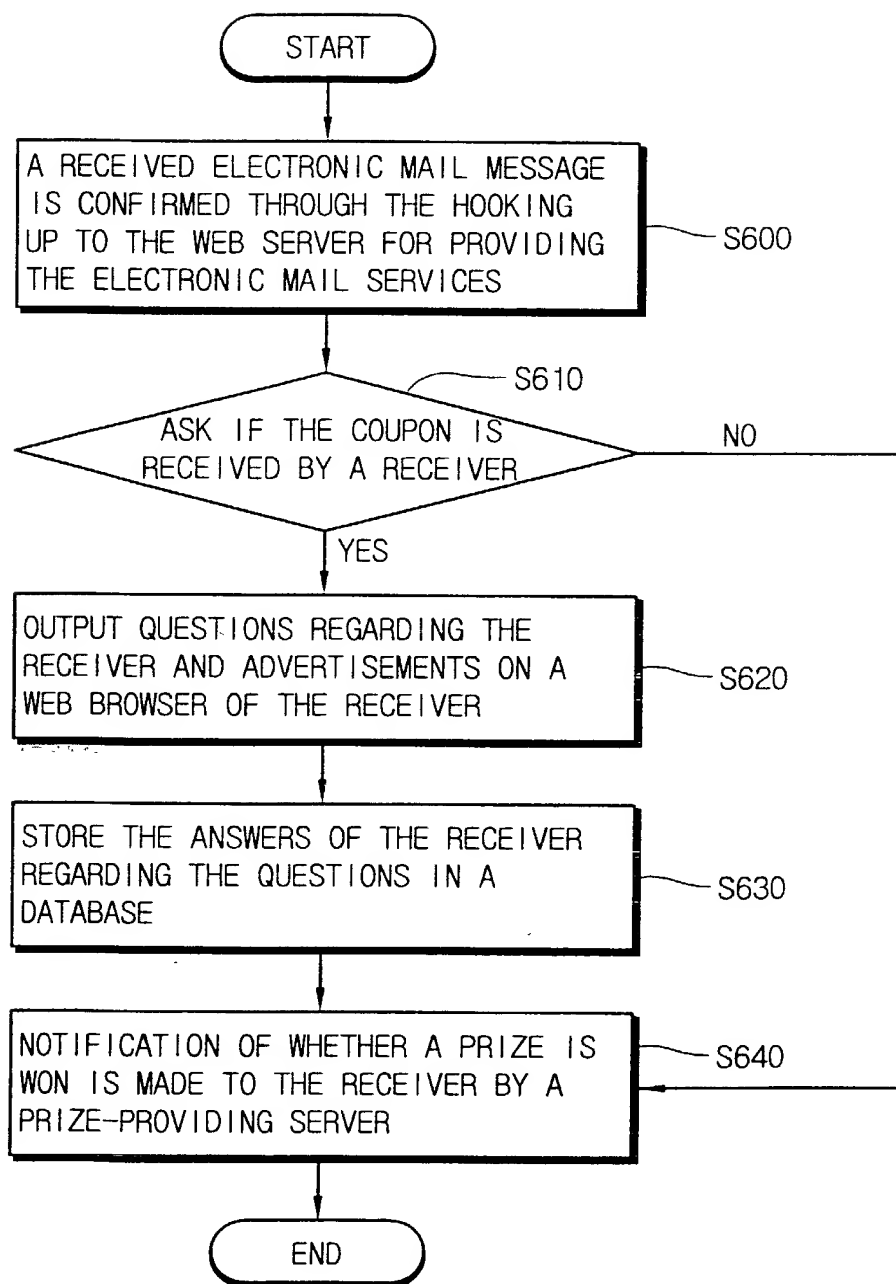 START
A RECEIVED ELECTRONIC MAIL MESSAGE
IS CONFIRMED THROUGH THE HOOKING
UP TO THE WEB SERVER FOR PROVIDING
THE ELECTRONIC MAIL SERVICES
S600
S610
ASK IF THE COUPON IS
RECEIVED BY A RECEIVER
NO
YES
OUTPUT QUESTIONS REGARDING THE
RECEIVER AND ADVERTISEMENTS ON A
WEB BROWSER OF THE RECEIVER
S620
STORE THE ANSWERS OF THE RECEIVER
REGARDING THE QUESTIONS IN A
DATABASE
S630
NOTIFICATION OF WHETHER A PRIZE IS
WON IS MADE TO THE RECEIVER BY A
PRIZE-PROVIDING SERVER
S640
END